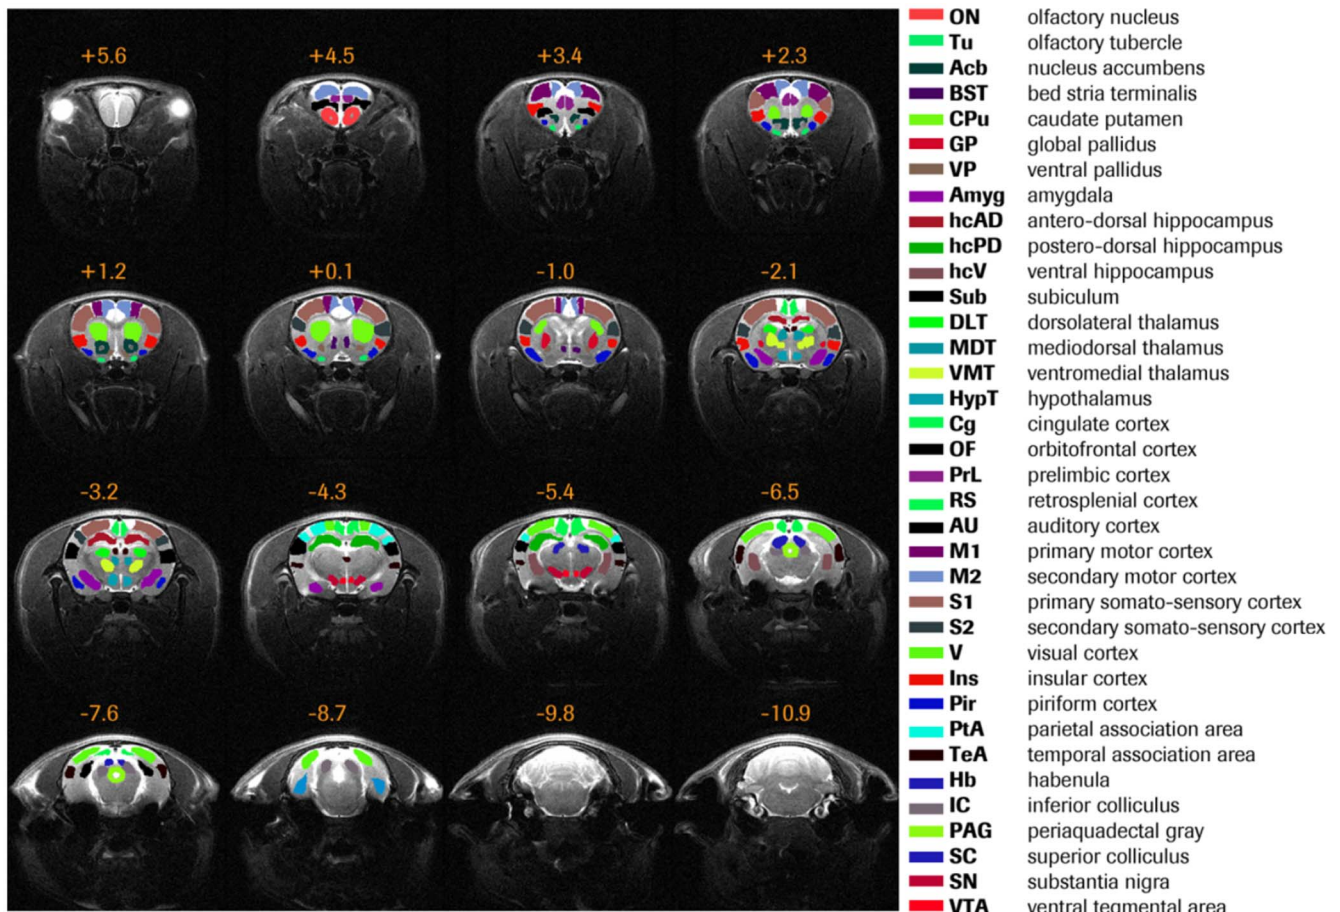 +5.6 +4.5 +3.4 +2.3
+1.2 +0.1 -1.0 -2.1
-3.2 -4.3 -5.4 -6.5
-7.6 -8.7 -9.8 -10.9
ON olfactory nucleus
Tu olfactory tubercle
Acb nucleus accumbens
BST bed stria terminalis
CPu caudate putamen
GP global pallidus
VP ventral pallidus
Amyg amygdala
hcAD antero-dorsal hippocampus
hcPD postero-dorsal hippocampus
hcV ventral hippocampus
Sub subiculum
DLT dorsolateral thalamus
MDT mediodorsal thalamus
VMT ventromedial thalamus
HypT hypothalamus
Cg cingulate cortex
OF orbitofrontal cortex
PrL prelimbic cortex
RS retrosplenial cortex
AU auditory cortex
M1 primary motor cortex
M2 secondary motor cortex
S1 primary somato-sensory cortex
S2 secondary somato-sensory cortex
V visual cortex
Ins insular cortex
Pir piriform cortex
PtA parietal association area
TeA temporal association area
Hb habenula
IC inferior colliculus
PAG periaquadectal gray
SC superior colliculus
SN substantia nigra
VTA ventral tegmental area